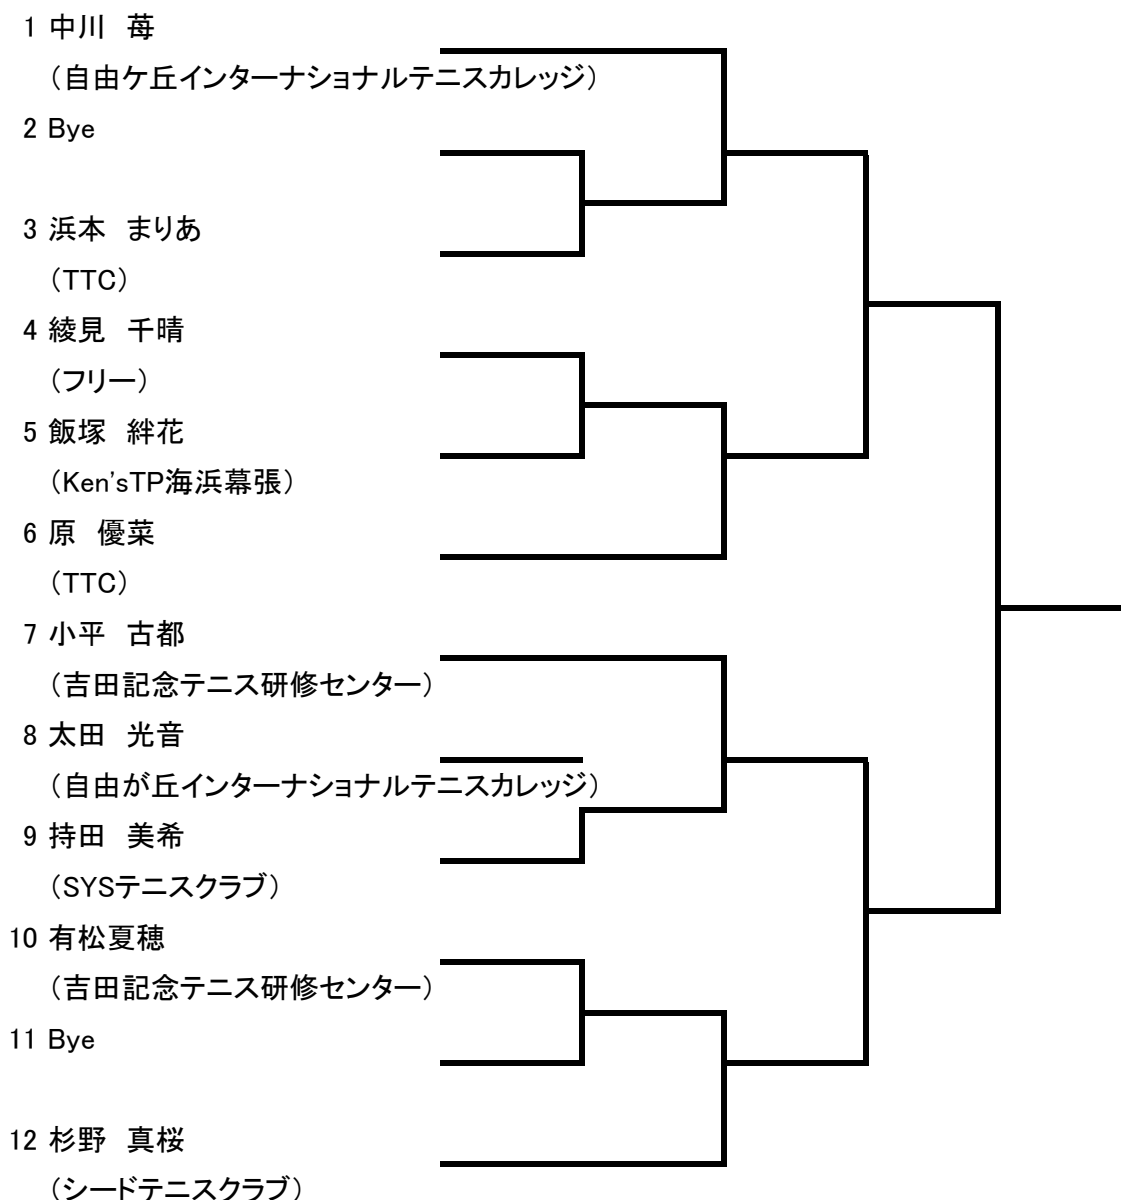 1 中川　苺
（自由ケ丘インターナショナルテニスカレッジ）
2 Bye
3 浜本　まりあ
（TTC）
4 綾見　千晴
（フリー）
5 飯塚　絆花
（Ken'sTP海浜幕張）
6 原　優菜
（TTC）
7 小平　古都
（吉田記念テニス研修センター）
8 太田　光音
（自由が丘インターナショナルテニスカレッジ）
9 持田　美希
（SYSテニスクラブ）
10 有松夏穂
（吉田記念テニス研修センター）
11 Bye
12 杉野　真桜
（シードテニスクラブ）